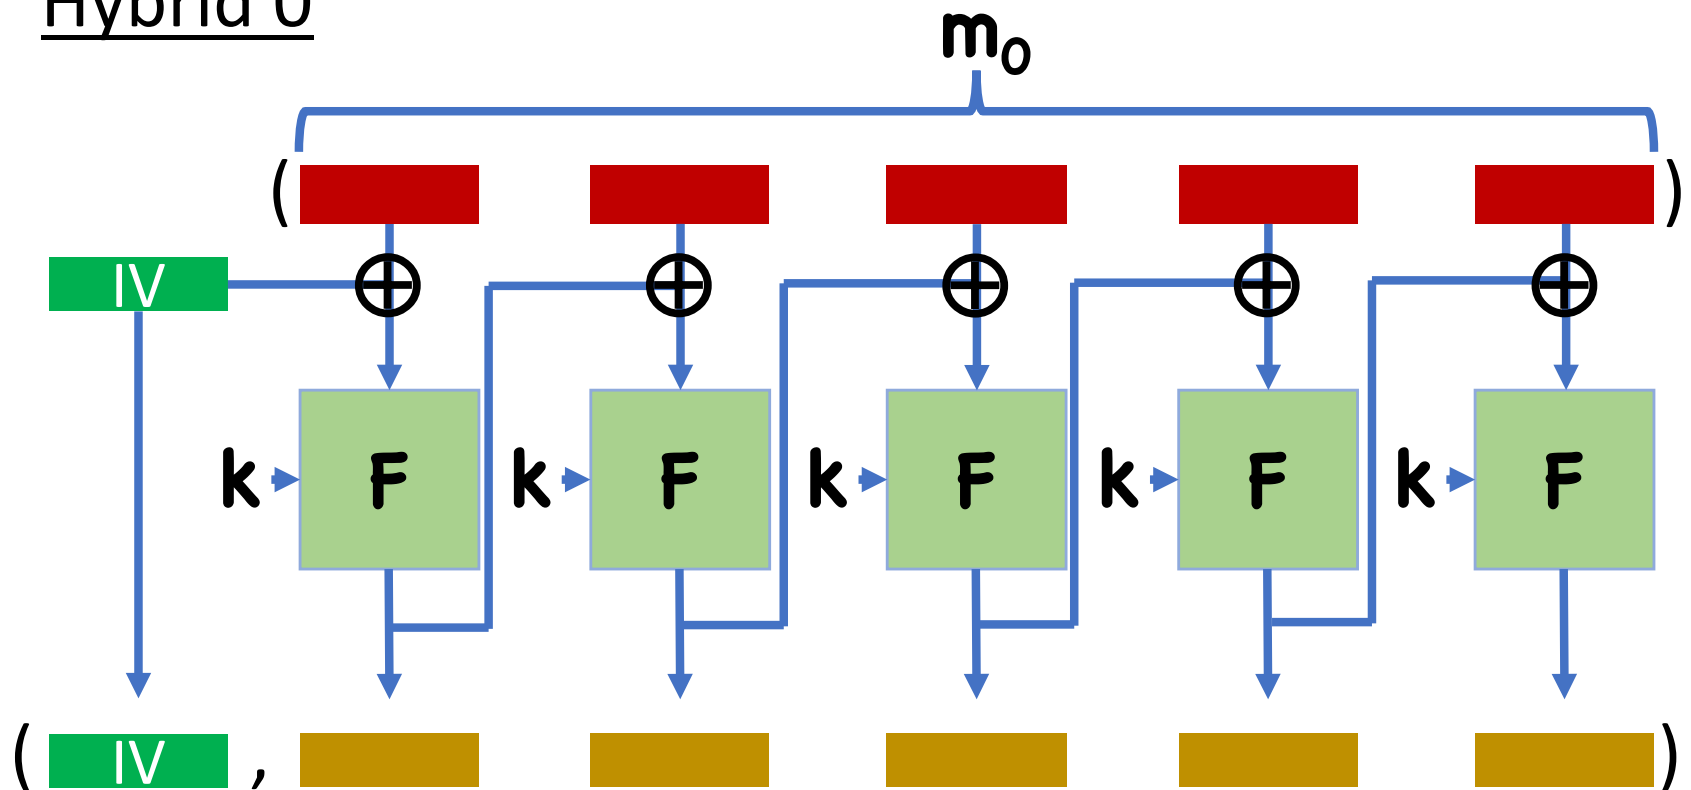 Hybrid 0
m₀
( )
IV
⊕ ⊕ ⊕ ⊕ ⊕
k F k F k F k F k F
( IV , )